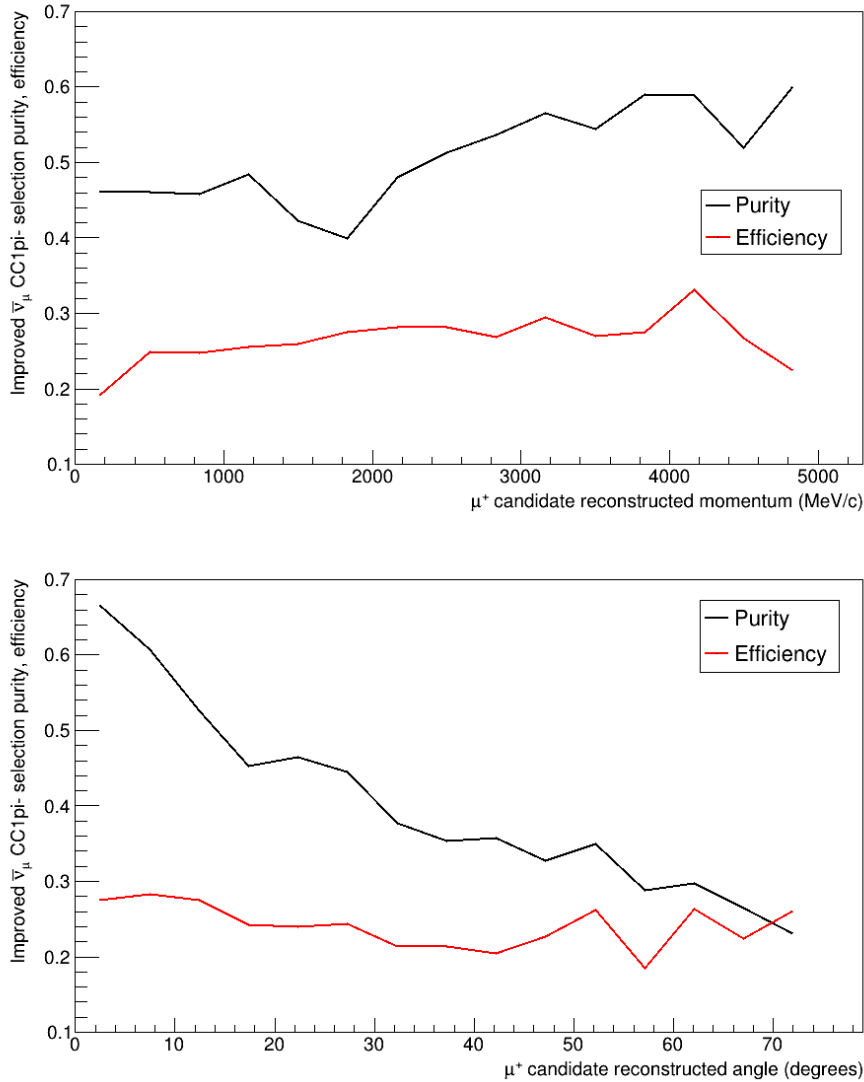 Improved ν̅μ CC1pi- selection purity, efficiency
0.7
0.6
0.5
0.4
0.3
0.2
0.1
Purity
Efficiency
0 1000 2000 3000 4000 5000
μ+ candidate reconstructed momentum (MeV/c)
Improved ν̅μ CC1pi- selection purity, efficiency
0.7
0.6
0.5
0.4
0.3
0.2
0.1
Purity
Efficiency
0 10 20 30 40 50 60 70
μ+ candidate reconstructed angle (degrees)